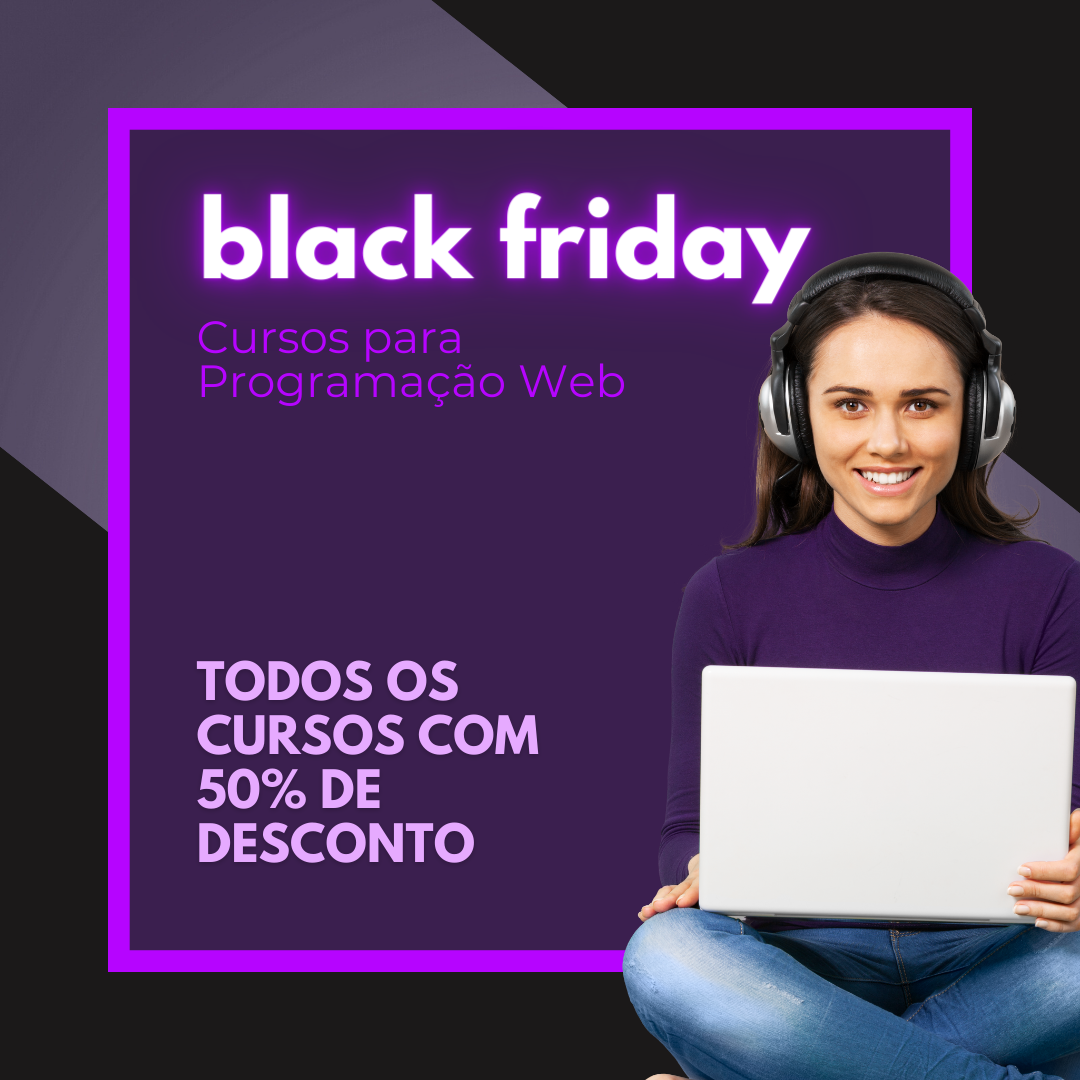 black friday
Cursos para
Programação Web
TODOS OS
CURSOS COM
50% DE
DESCONTO